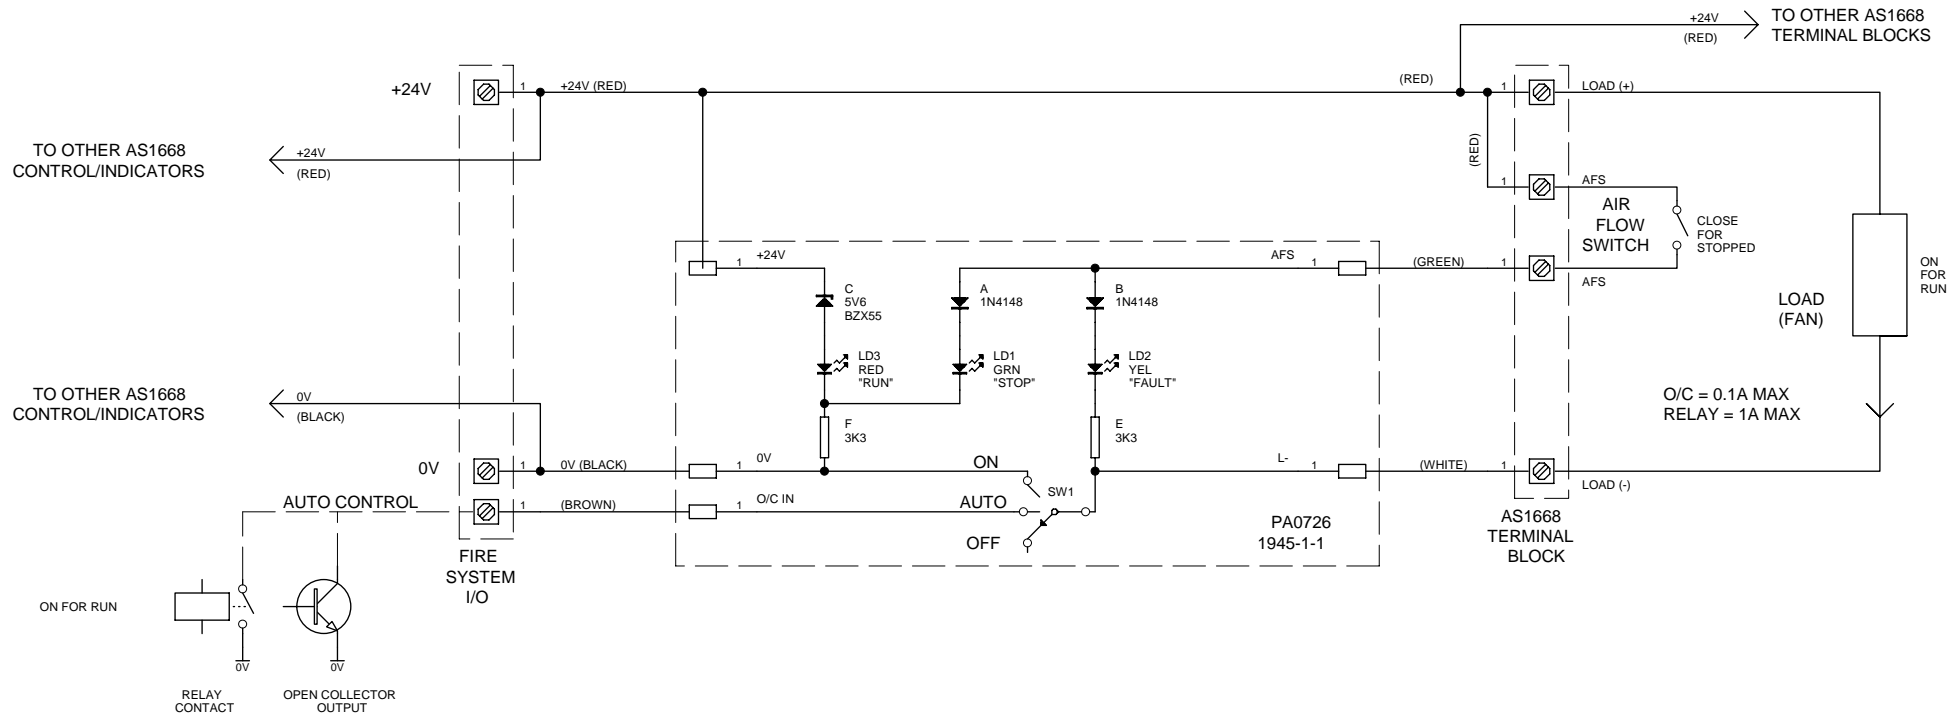 +24V
(RED)
TO OTHER AS1668
TERMINAL BLOCKS
+24V
1
+24V (RED)
(RED)
1
LOAD (+)
TO OTHER AS1668
CONTROL/INDICATORS
+24V
(RED)
(RED)
1
AFS
AIR
FLOW
SWITCH
CLOSE
FOR
STOPPED
1
+24V
AFS
1
(GREEN)
1
AFS
C
5V6
BZX55
A
1N4148
B
1N4148
LOAD
(FAN)
ON
FOR
RUN
LD3
RED
"RUN"
LD1
GRN
"STOP"
LD2
YEL
"FAULT"
TO OTHER AS1668
CONTROL/INDICATORS
0V
(BLACK)
F
3K3
E
3K3
O/C = 0.1A MAX
RELAY = 1A MAX
0V
1
0V (BLACK)
1
0V
ON
L-
1
(WHITE)
1
LOAD (-)
SW1
AUTO CONTROL
1
(BROWN)
1
O/C IN
AUTO
OFF
PA0726
1945-1-1
AS1668
TERMINAL
BLOCK
FIRE
SYSTEM
I/O
ON FOR RUN
0V
0V
RELAY
CONTACT
OPEN COLLECTOR
OUTPUT